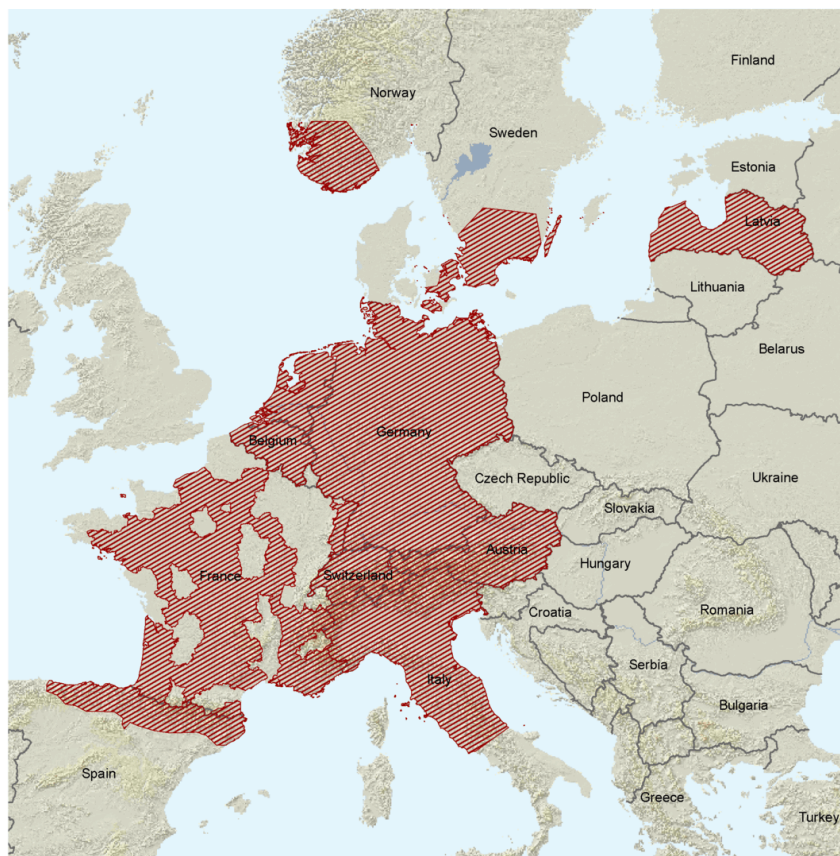 Finland
Norway
Sweden
Estonia
Latvia
Lithuania
Belarus
Poland
Germany
Belgium
Czech Republic
Ukraine
Slovakia
Austria
Hungary
France
Switzerland
Croatia
Romania
Serbia
Italy
Bulgaria
Spain
Greece
Turkey